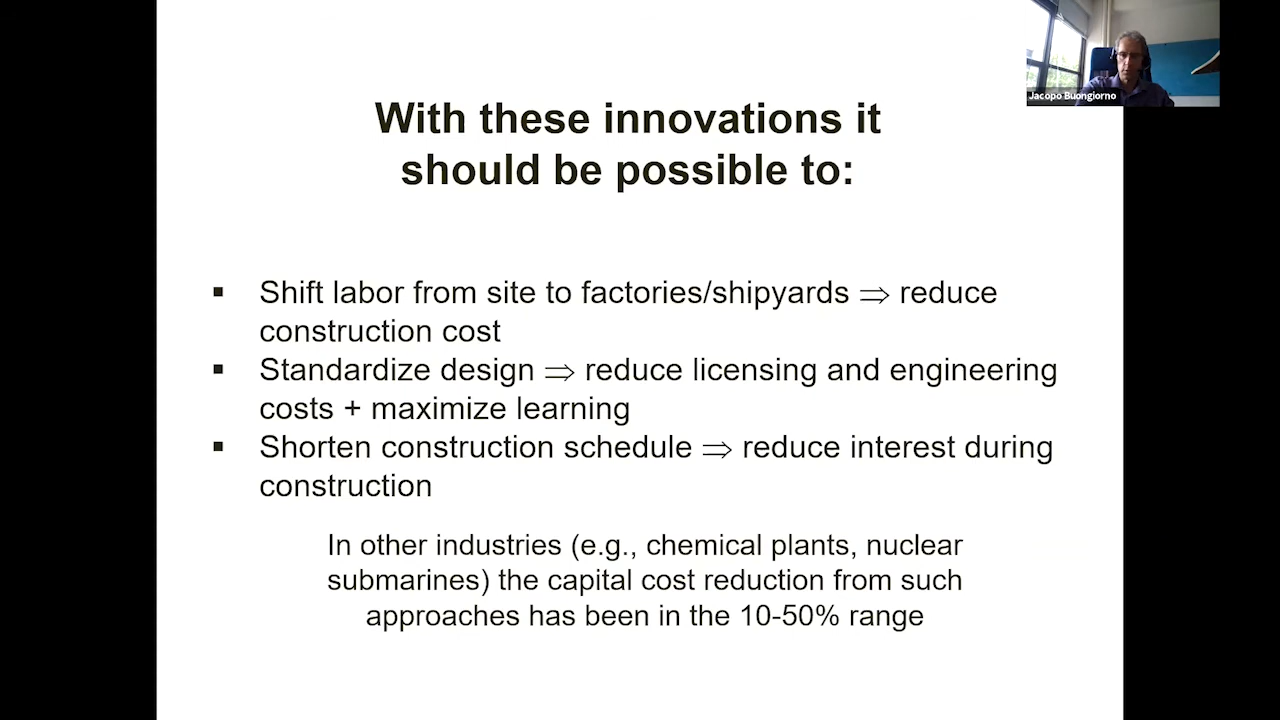 Jacopo Buongiorno
With these innovations it
should be possible to:
▪ Shift labor from site to factories/shipyards ⇒ reduce
construction cost
▪ Standardize design ⇒ reduce licensing and engineering
costs + maximize learning
▪ Shorten construction schedule ⇒ reduce interest during
construction
In other industries (e.g., chemical plants, nuclear
submarines) the capital cost reduction from such
approaches has been in the 10-50% range